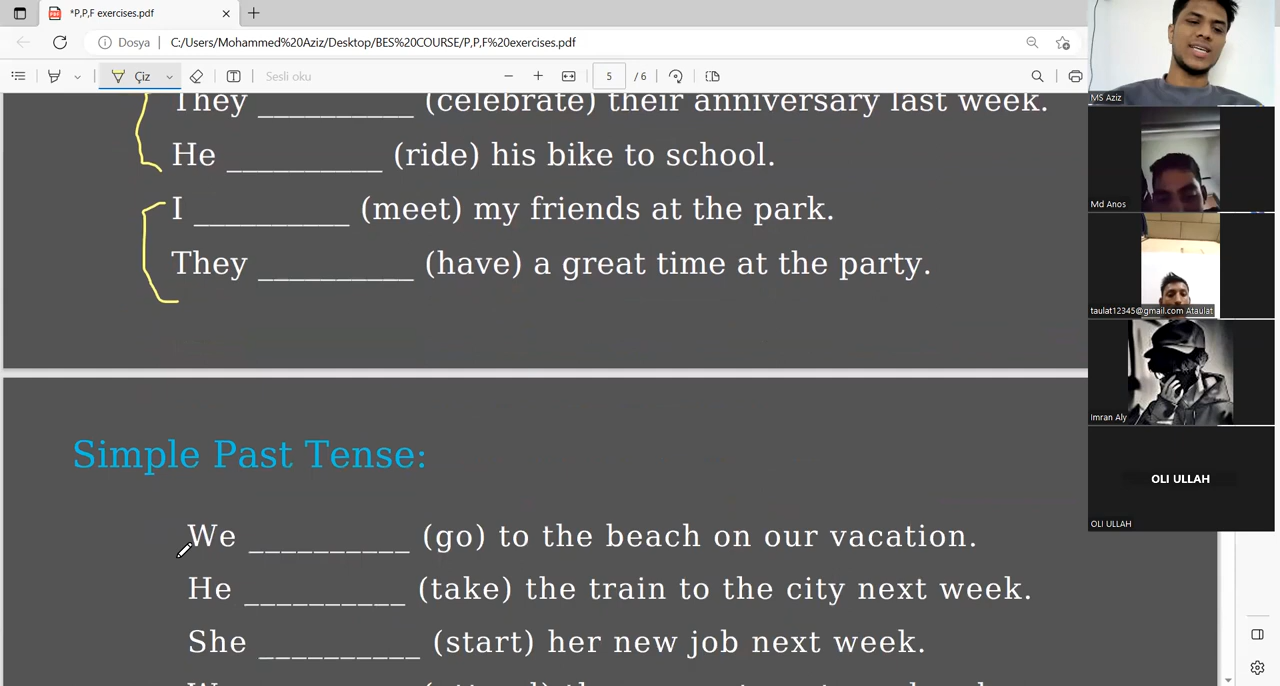 *P,P,F exercises.pdf
Dosya
C:/Users/Mohammed%20Aziz/Desktop/BES%20COURSE/P,P,F%20exercises.pdf
Çiz
Sesli oku
5 / 6
They __________ (celebrate) their anniversary last week.
He __________ (ride) his bike to school.
I __________ (meet) my friends at the park.
They __________ (have) a great time at the party.
Simple Past Tense:
We __________ (go) to the beach on our vacation.
He __________ (take) the train to the city next week.
She __________ (start) her new job next week.
MS Aziz
Md Anos
taulat12345@gmail.com Ataulat
Imran Aly
OLI ULLAH
OLI ULLAH